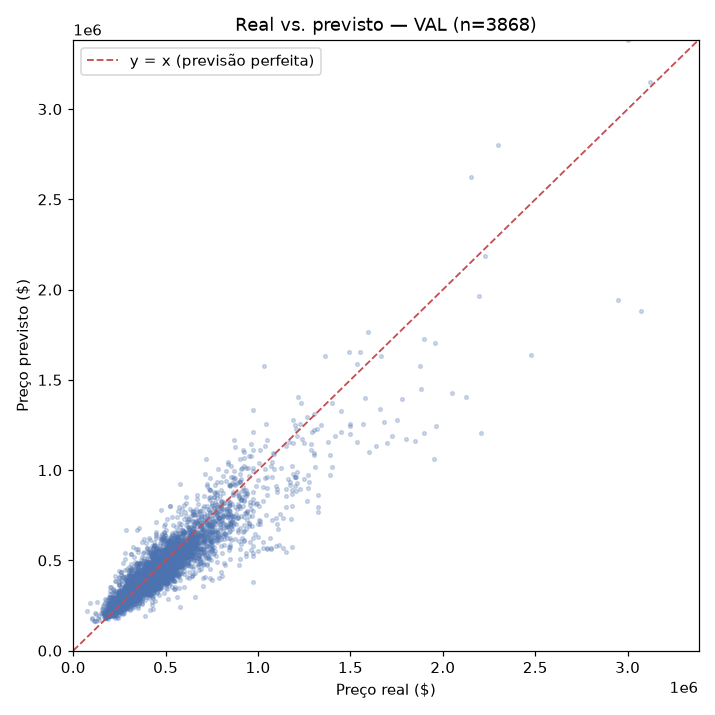 Real vs. previsto — VAL (n=3868)
1e6
y = x (previsão perfeita)
3.0
2.5
2.0
1.5
1.0
0.5
0.0
Preço previsto ($)
0.0 0.5 1.0 1.5 2.0 2.5 3.0
1e6
Preço real ($)